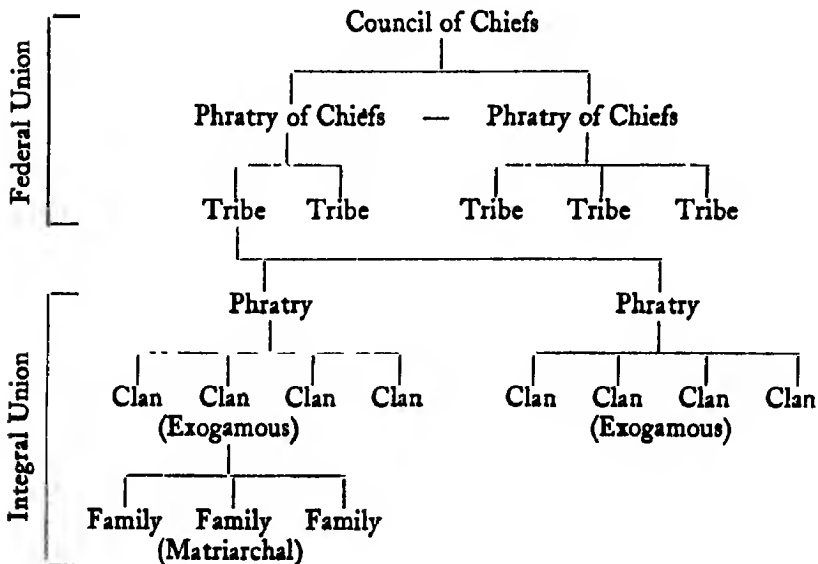 Council of Chiefs
Federal Union
Phratry of Chiefs — Phratry of Chiefs
Tribe Tribe Tribe Tribe Tribe
Integral Union
Phratry Phratry
Clan Clan Clan Clan Clan Clan Clan Clan
(Exogamous) (Exogamous)
Family Family Family
(Matriarchal)